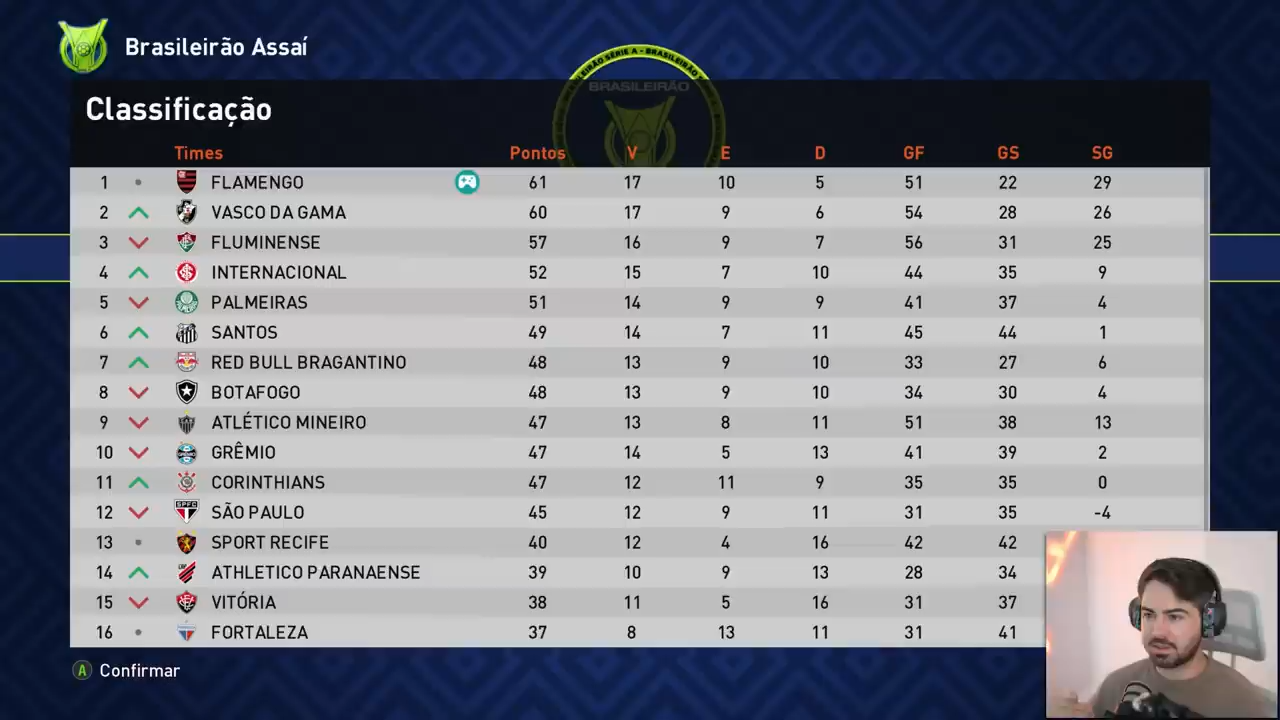 Brasileirão Assaí
BRASILEIRÃO SÉRIE A - BRASILEIRÃO
BRASILEIRÃO
Classificação
Times Pontos V E D GF GS SG
1 FLAMENGO 61 17 10 5 51 22 29
2 VASCO DA GAMA 60 17 9 6 54 28 26
3 FLUMINENSE 57 16 9 7 56 31 25
4 INTERNACIONAL 52 15 7 10 44 35 9
5 PALMEIRAS 51 14 9 9 41 37 4
6 SANTOS 49 14 7 11 45 44 1
7 RED BULL BRAGANTINO 48 13 9 10 33 27 6
8 BOTAFOGO 48 13 9 10 34 30 4
9 ATLÉTICO MINEIRO 47 13 8 11 51 38 13
10 GRÊMIO 47 14 5 13 41 39 2
11 CORINTHIANS 47 12 11 9 35 35 0
12 SÃO PAULO 45 12 9 11 31 35 -4
13 SPORT RECIFE 40 12 4 16 42 42
14 ATHLETICO PARANAENSE 39 10 9 13 28 34
15 VITÓRIA 38 11 5 16 31 37
16 FORTALEZA 37 8 13 11 31 41
A Confirmar